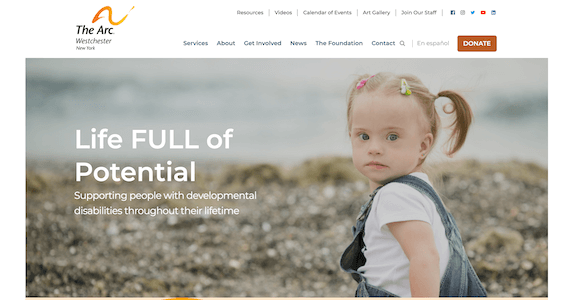 The Arc.
Westchester
New York
Resources
Videos
Calendar of Events
Art Gallery
Join Our Staff
Services
About
Get Involved
News
The Foundation
Contact
En español
DONATE
Life FULL of
Potential
Supporting people with developmental
disabilities throughout their lifetime